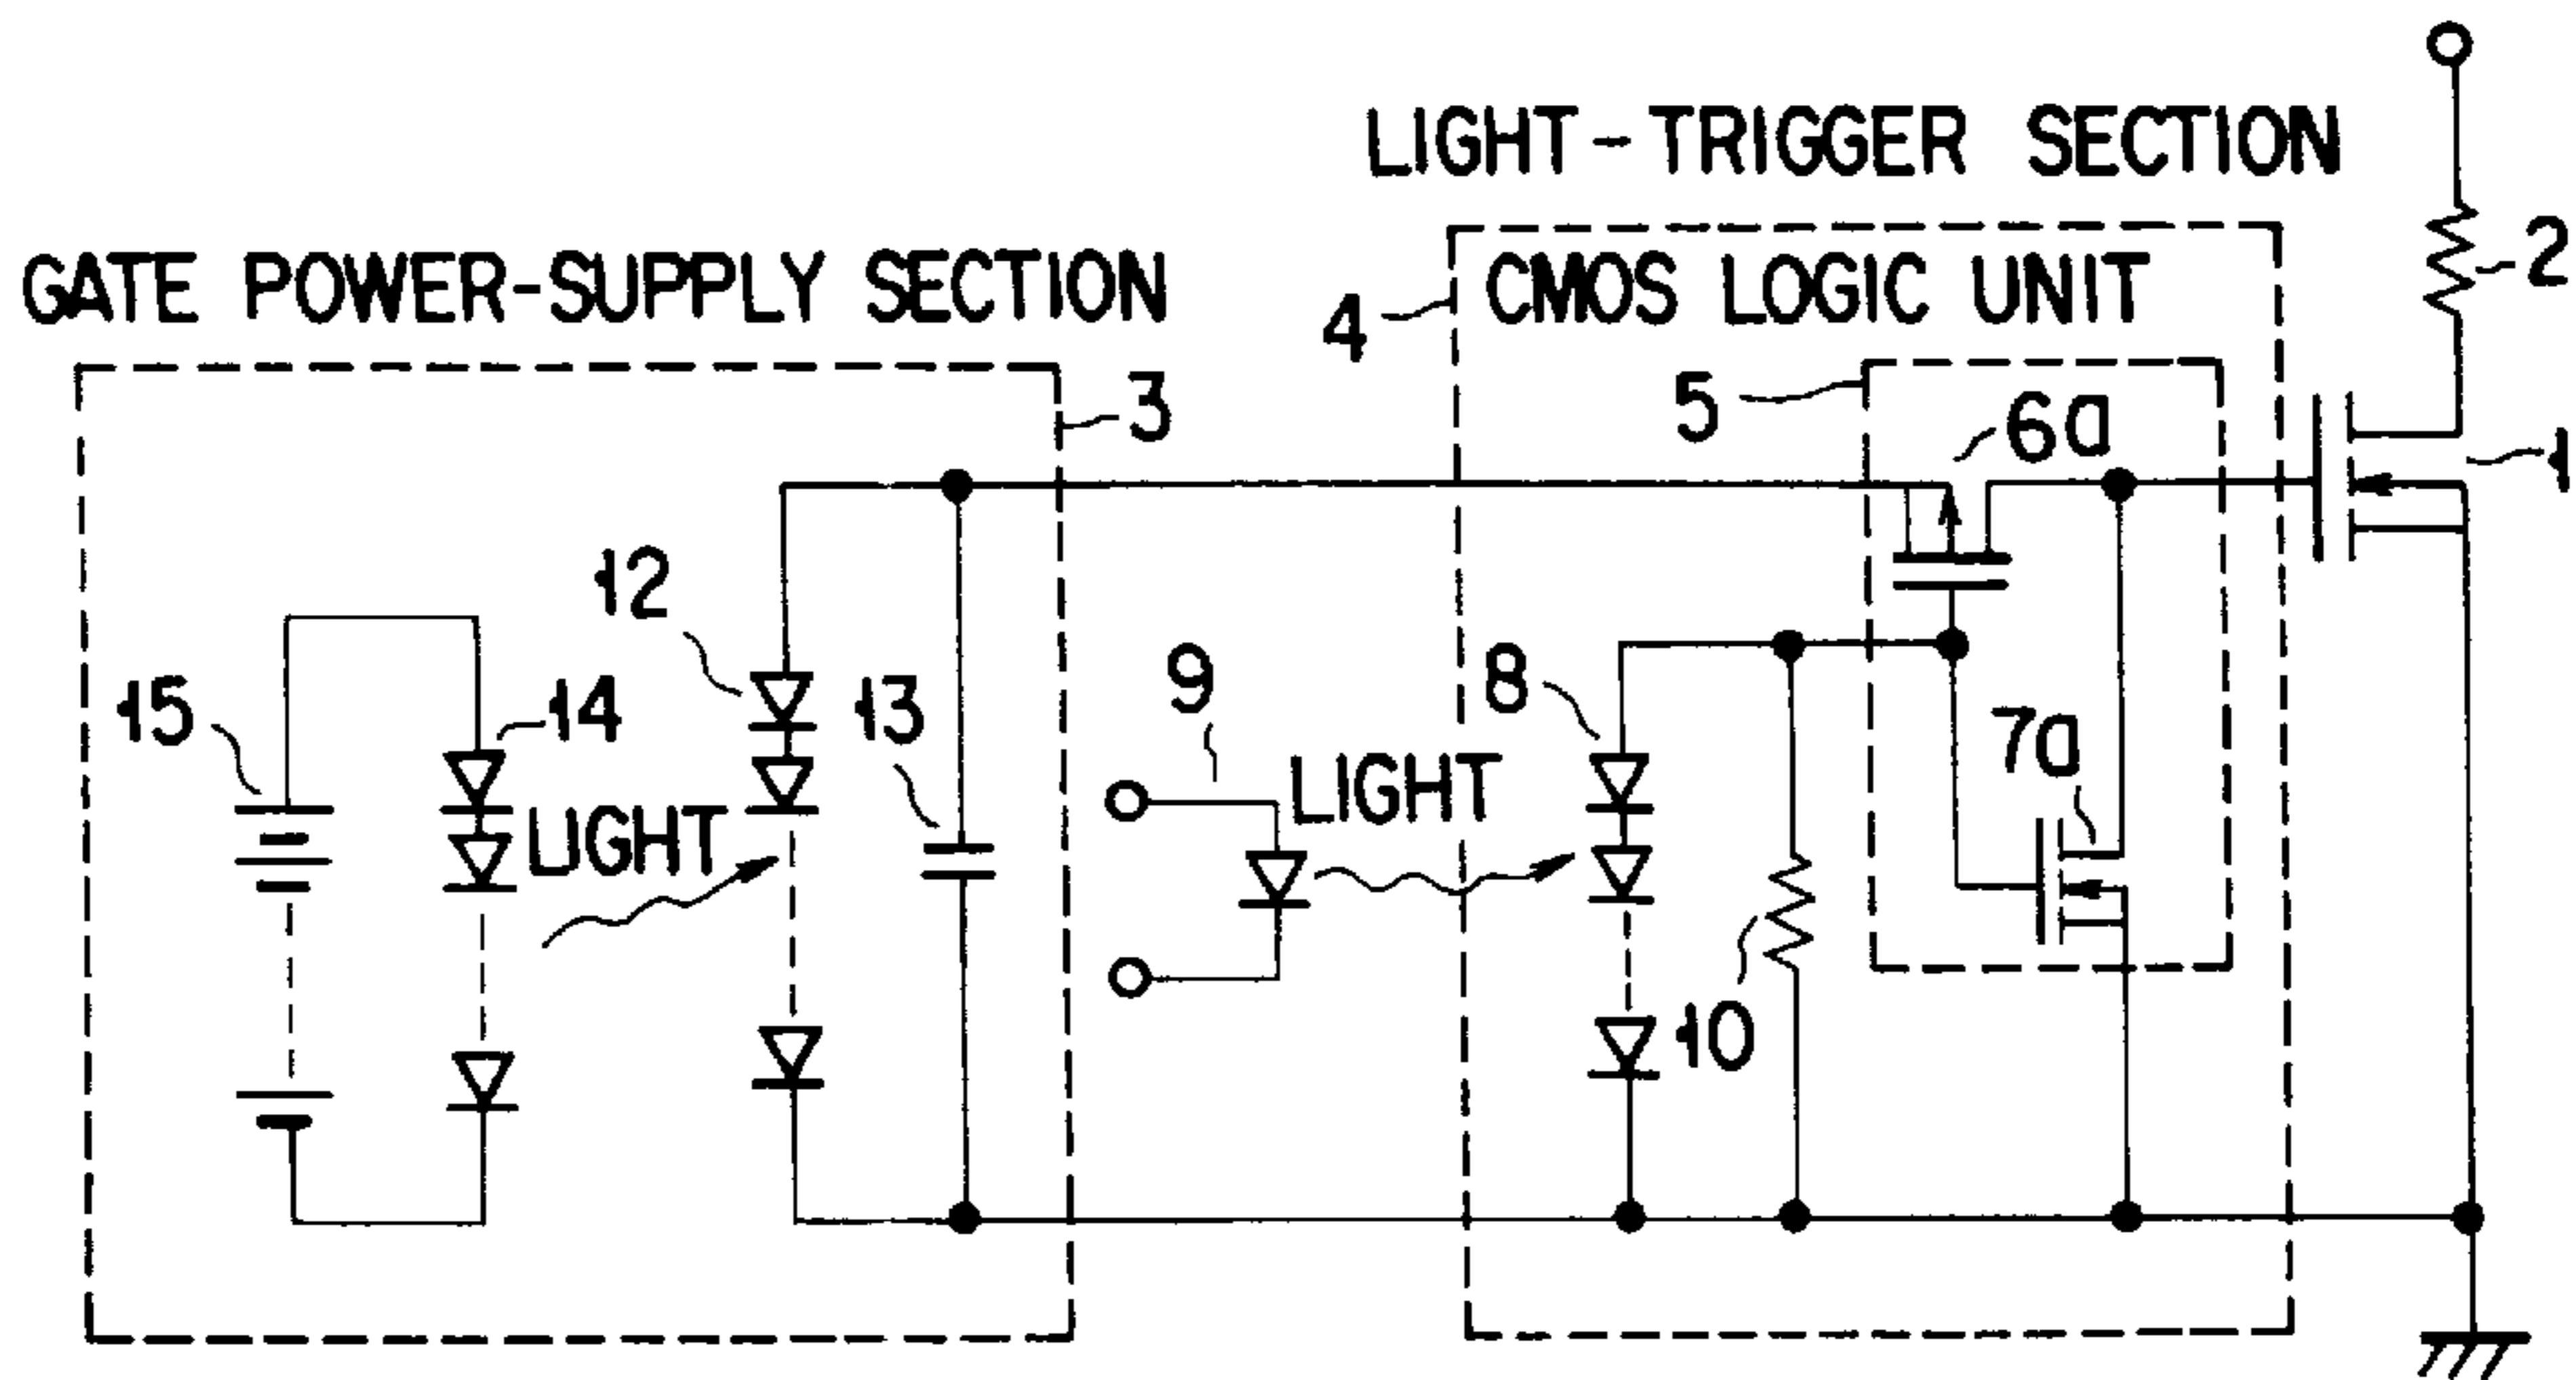 LIGHT-TRIGGER SECTION
GATE POWER-SUPPLY SECTION
4
CMOS LOGIC UNIT
2
3
5
6a
1
12
15
14
13
9
8
7a
LIGHT
LIGHT
10